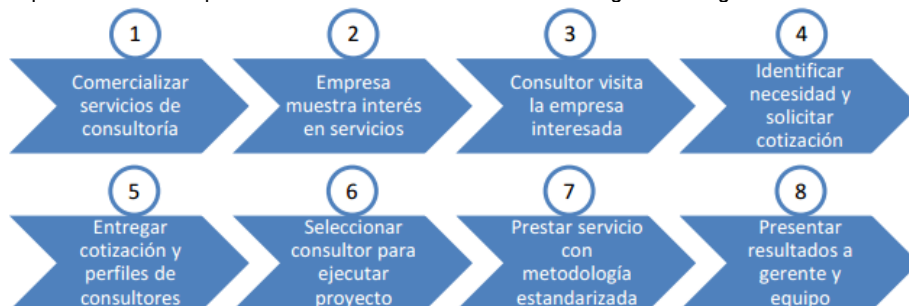 1
Comercializar
servicios de
consultoría
2
Empresa
muestra interés
en servicios
3
Consultor visita
la empresa
interesada
4
Identificar
necesidad y
solicitar
cotización
5
Entregar
cotización y
perfiles de
consultores
6
Seleccionar
consultor para
ejecutar
proyecto
7
Prestar servicio
con
metodología
estandarizada
8
Presentar
resultados a
gerente y
equipo